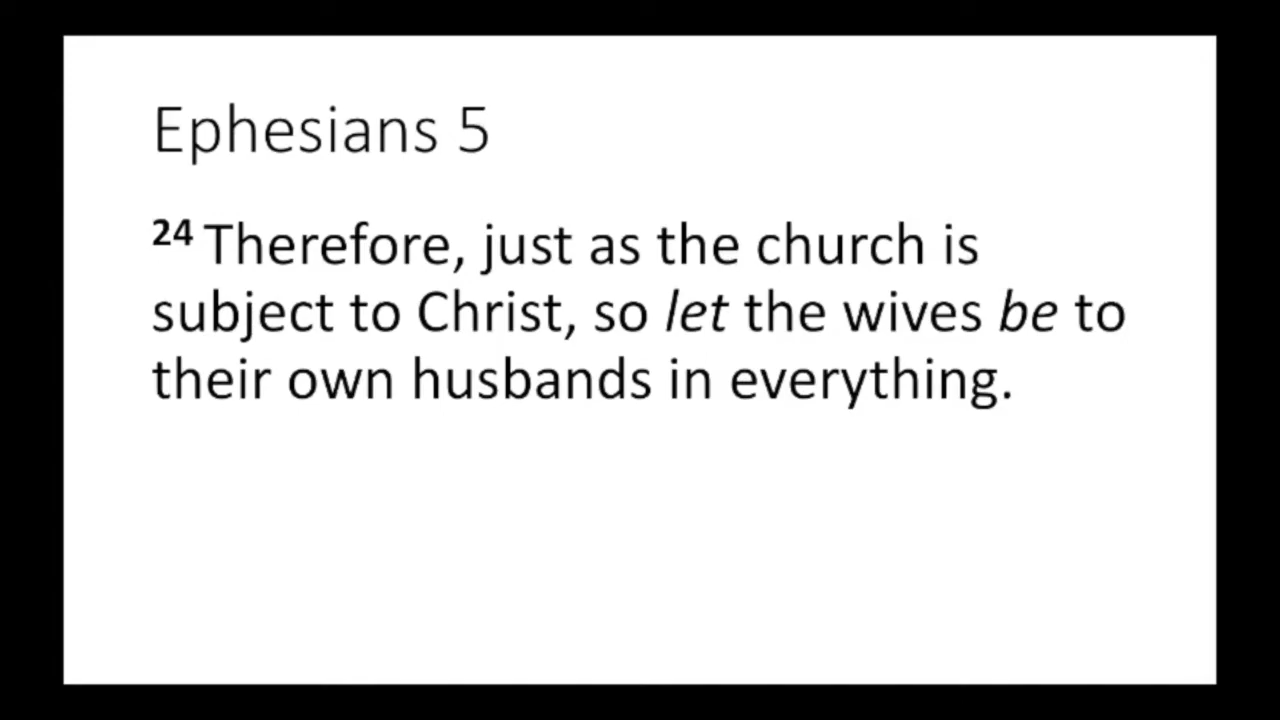 Ephesians 5
24 Therefore, just as the church is
subject to Christ, so let the wives be to
their own husbands in everything.